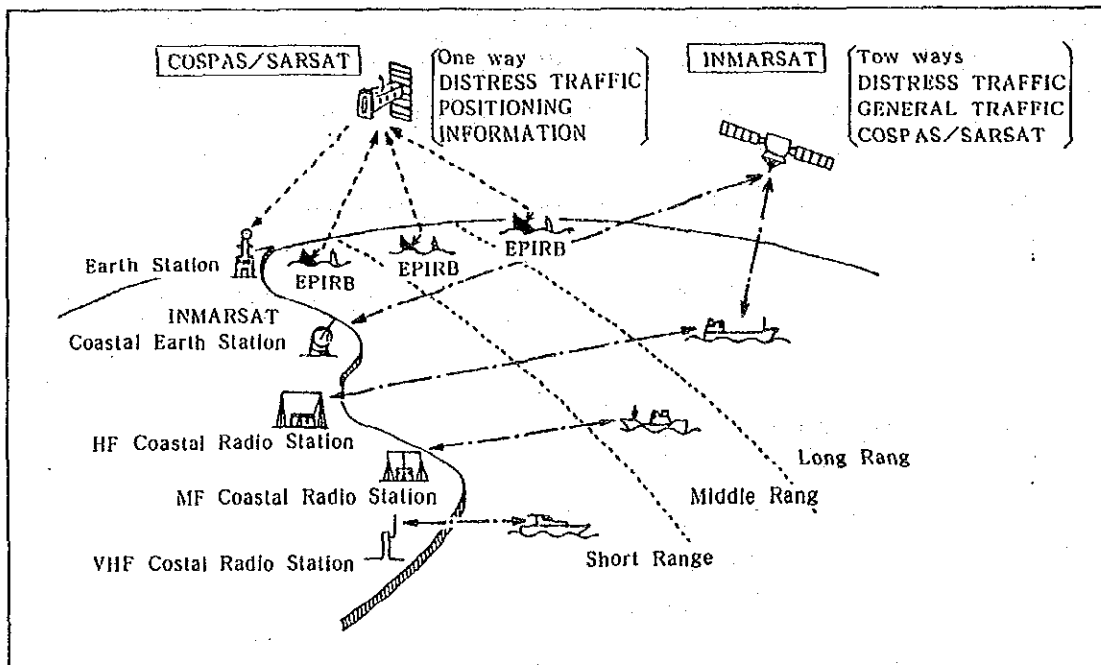 COSPAS/SARSAT
One way
DISTRESS TRAFFIC
POSITIONING
INFORMATION
INMARSAT
Tow ways
DISTRESS TRAFFIC
GENERAL TRAFFIC
COSPAS/SARSAT
Earth Station
EPIRB
EPIRB
EPIRB
INMARSAT
Coastal Earth Station
HF Coastal Radio Station
MF Coastal Radio Station
VHF Costal Radio Station
Long Rang
Middle Rang
Short Range